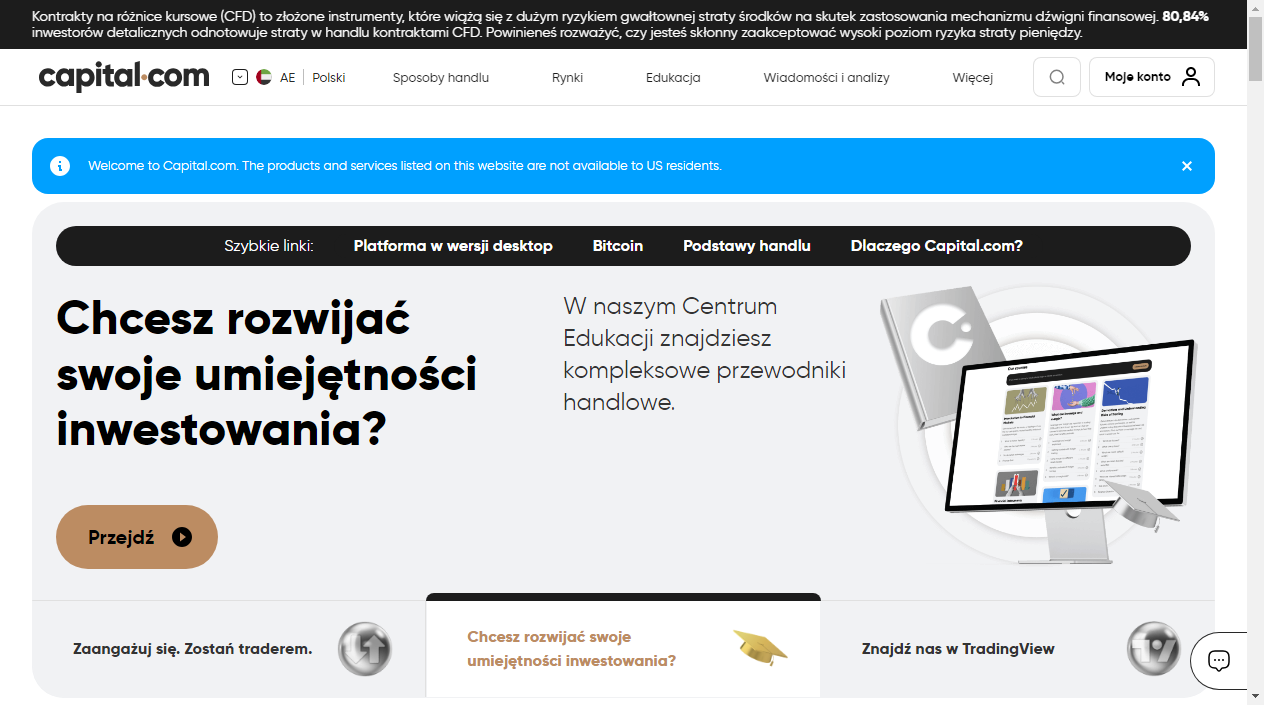 Kontrakty na różnice kursowe (CFD) to złożone instrumenty, które wiążą się z dużym ryzykiem gwałtownej straty środków na skutek zastosowania mechanizmu dźwigni finansowej. 80,84%
inwestorów detalicznych odnotowuje straty w handlu kontraktami CFD. Powinieneś rozważyć, czy jesteś skłonny zaakceptować wysoki poziom ryzyka straty pieniędzy.
capital.com AE Polski Sposoby handlu Rynki Edukacja Wiadomości i analizy Więcej Moje konto
Welcome to Capital.com. The products and services listed on this website are not available to US residents.
Szybkie linki: Platforma w wersji desktop Bitcoin Podstawy handlu Dlaczego Capital.com?
Chcesz rozwijać
swoje umiejętności
inwestowania?
W naszym Centrum
Edukacji znajdziesz
kompleksowe przewodniki
handlowe.
Our courses
Przejdź
Zaangażuj się. Zostań traderem.
Chcesz rozwijać swoje
umiejętności inwestowania?
Znajdź nas w TradingView